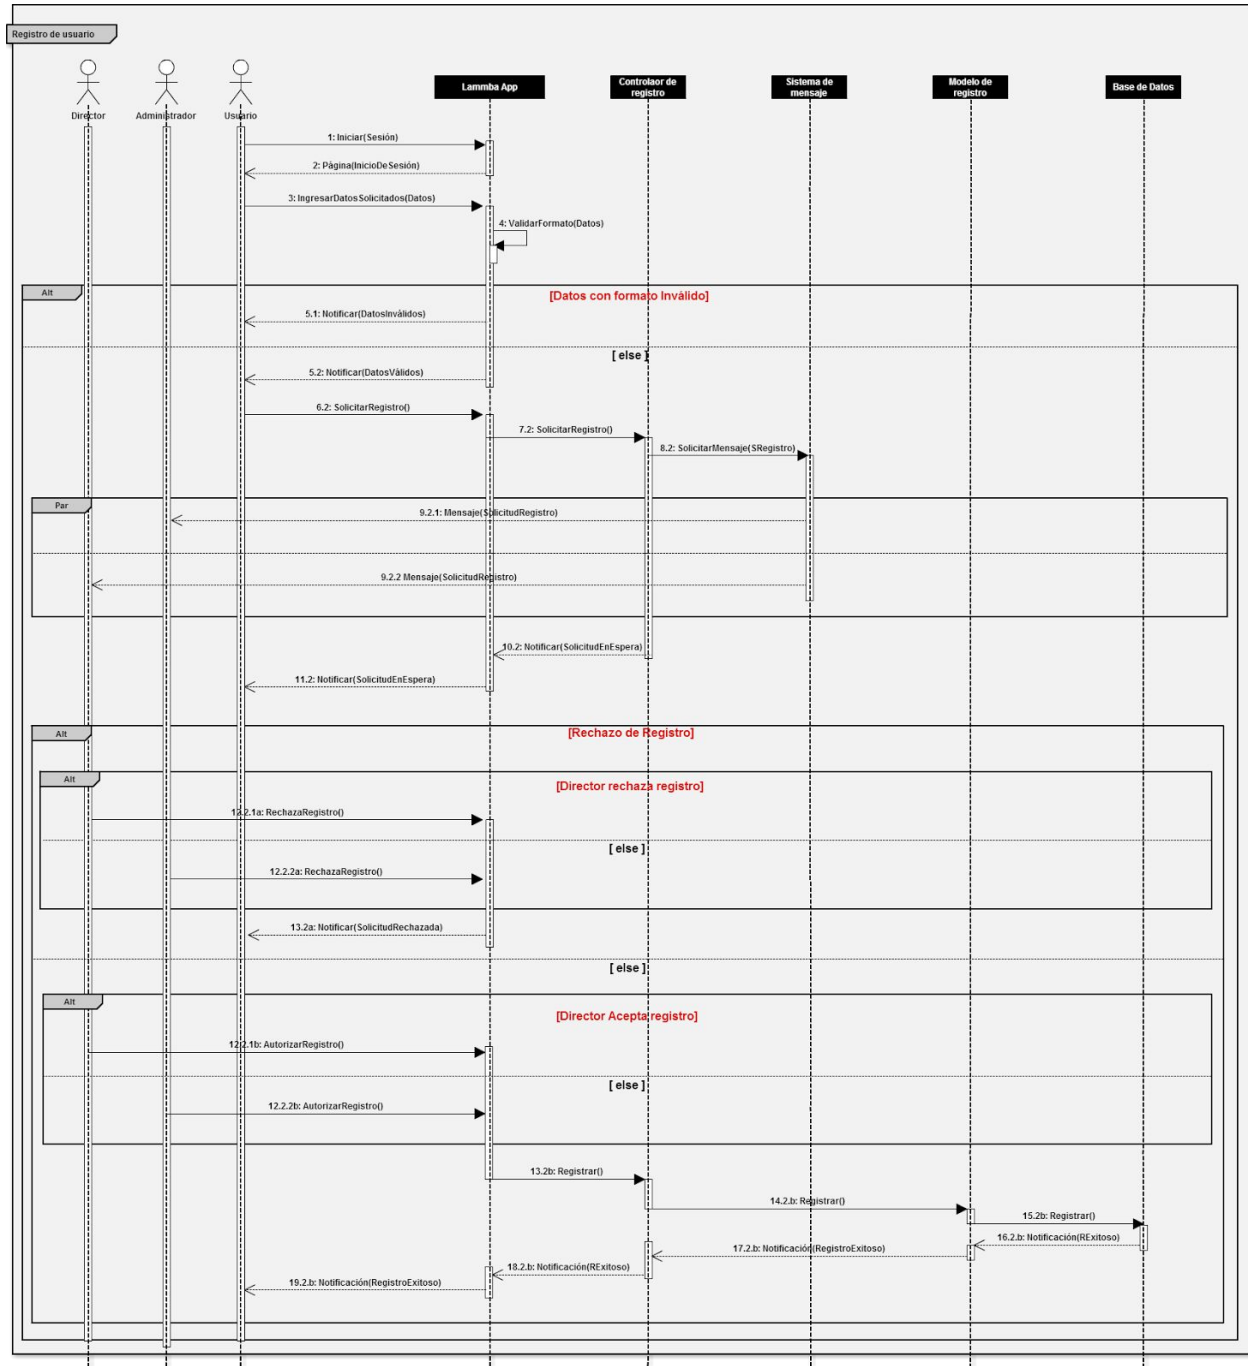 Registro de usuario
Director
Administrador
Usuario
Lammba App
Controlaor de
registro
Sistema de
mensaje
Modelo de
registro
Base de Datos
1: Iniciar(Sesión)
2: Página(InicioDeSesión)
3: IngresarDatosSolicitados(Datos)
4: ValidarFormato(Datos)
Alt
[Datos con formato Inválido]
5.1: Notificar(DatosInválidos)
[ else ]
5.2: Notificar(DatosVálidos)
6.2: SolicitarRegistro()
7.2: SolicitarRegistro()
8.2: SolicitarMensaje(SRegistro)
Par
9.2.1: Mensaje(SolicitudRegistro)
9.2.2 Mensaje(SolicitudRegistro)
10.2: Notificar(SolicitudEnEspera)
11.2: Notificar(SolicitudEnEspera)
Alt
[Rechazo de Registro]
Alt
[Director rechaza registro]
12.2.1a: RechazaRegistro()
[ else ]
12.2.2a: RechazaRegistro()
13.2a: Notificar(SolicitudRechazada)
[ else ]
Alt
[Director Acepta registro]
12.2.1b: AutorizarRegistro()
[ else ]
12.2.2b: AutorizarRegistro()
13.2b: Registrar()
14.2.b: Registrar()
15.2b: Registrar()
16.2.b: Notificación(RExitoso)
17.2.b: Notificación(RegistroExitoso)
18.2.b: Notificación(RExitoso)
19.2.b: Notificación(RegistroExitoso)